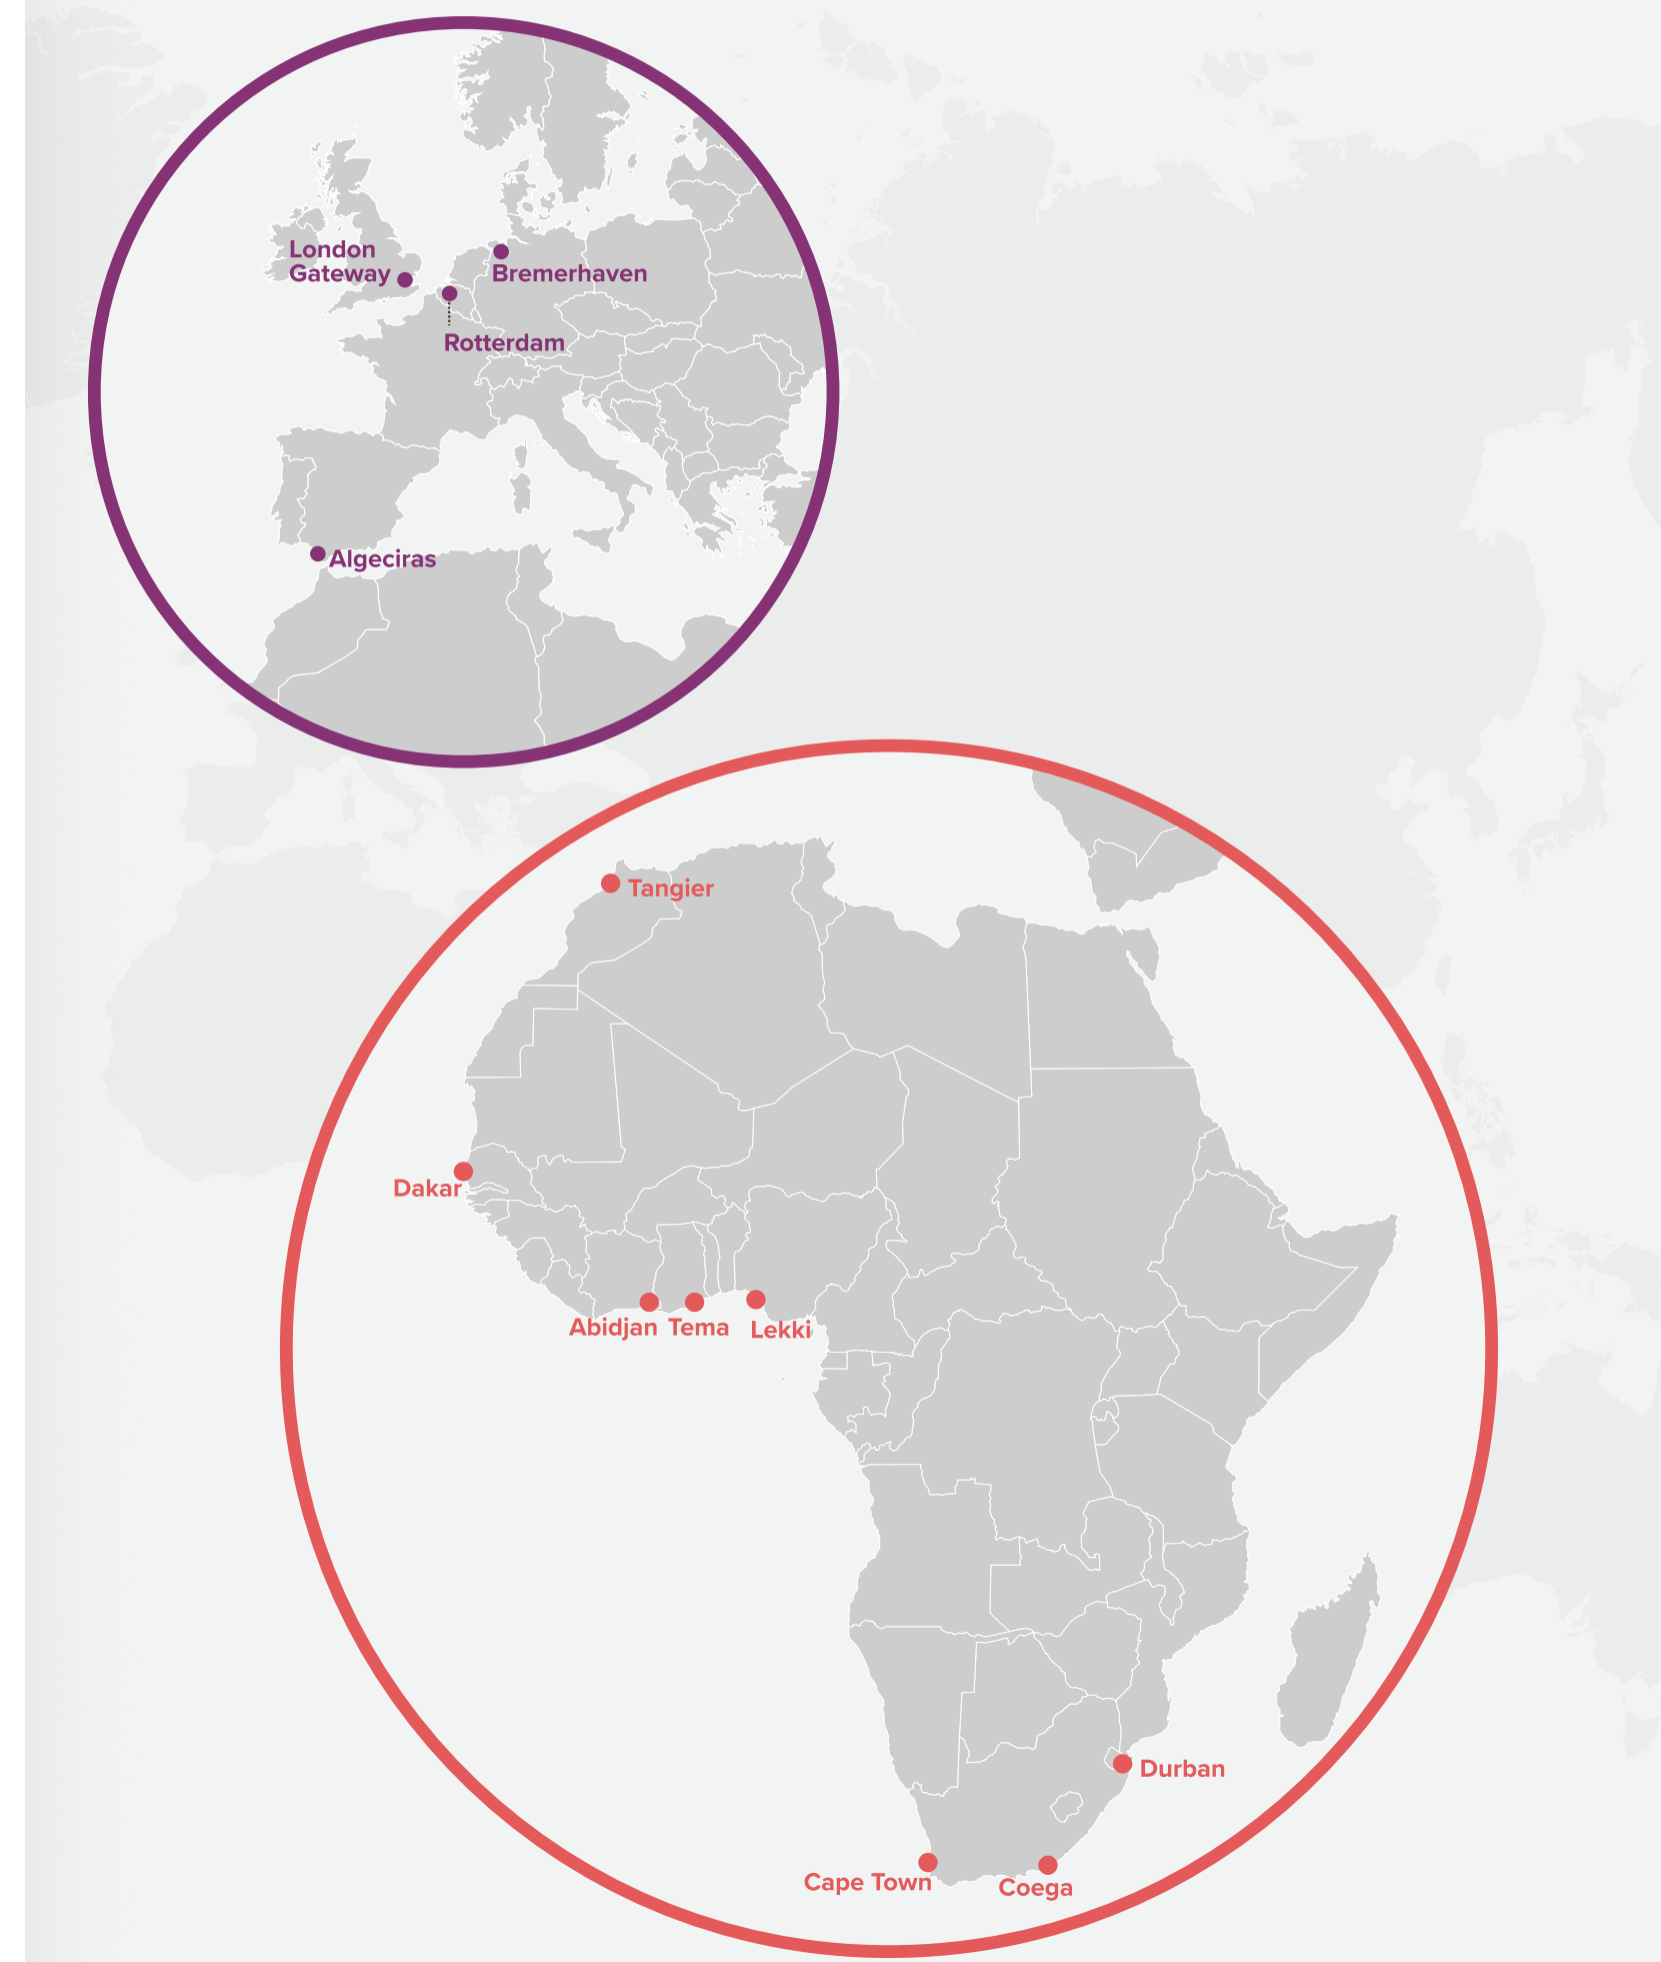 London
Gateway
Bremerhaven
Rotterdam
Algeciras
Tangier
Dakar
Abidjan
Tema
Lekki
Durban
Cape Town
Coega